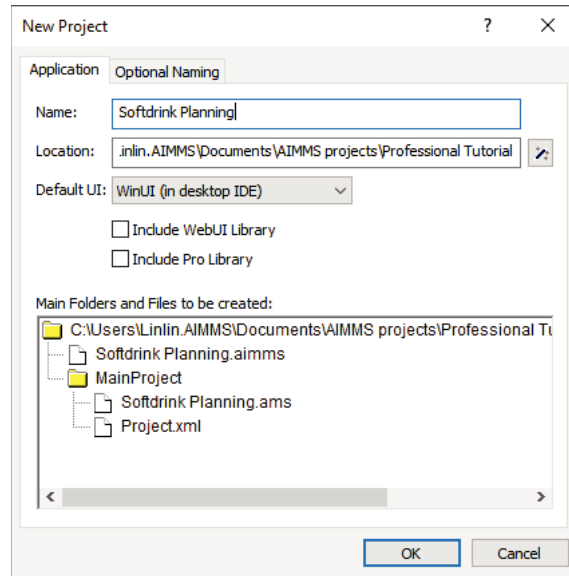 New Project ? ×
Application Optional Naming
Name: Softdrink Planning
Location: .inlin.AIMMS\Documents\AIMMS projects\Professional Tutorial
Default UI: WinUI (in desktop IDE)
Include WebUI Library
Include Pro Library
Main Folders and Files to be created:
C:\Users\Linlin.AIMMS\Documents\AIMMS projects\Professional Tu
Softdrink Planning.aimms
MainProject
Softdrink Planning.ams
Project.xml
OK Cancel